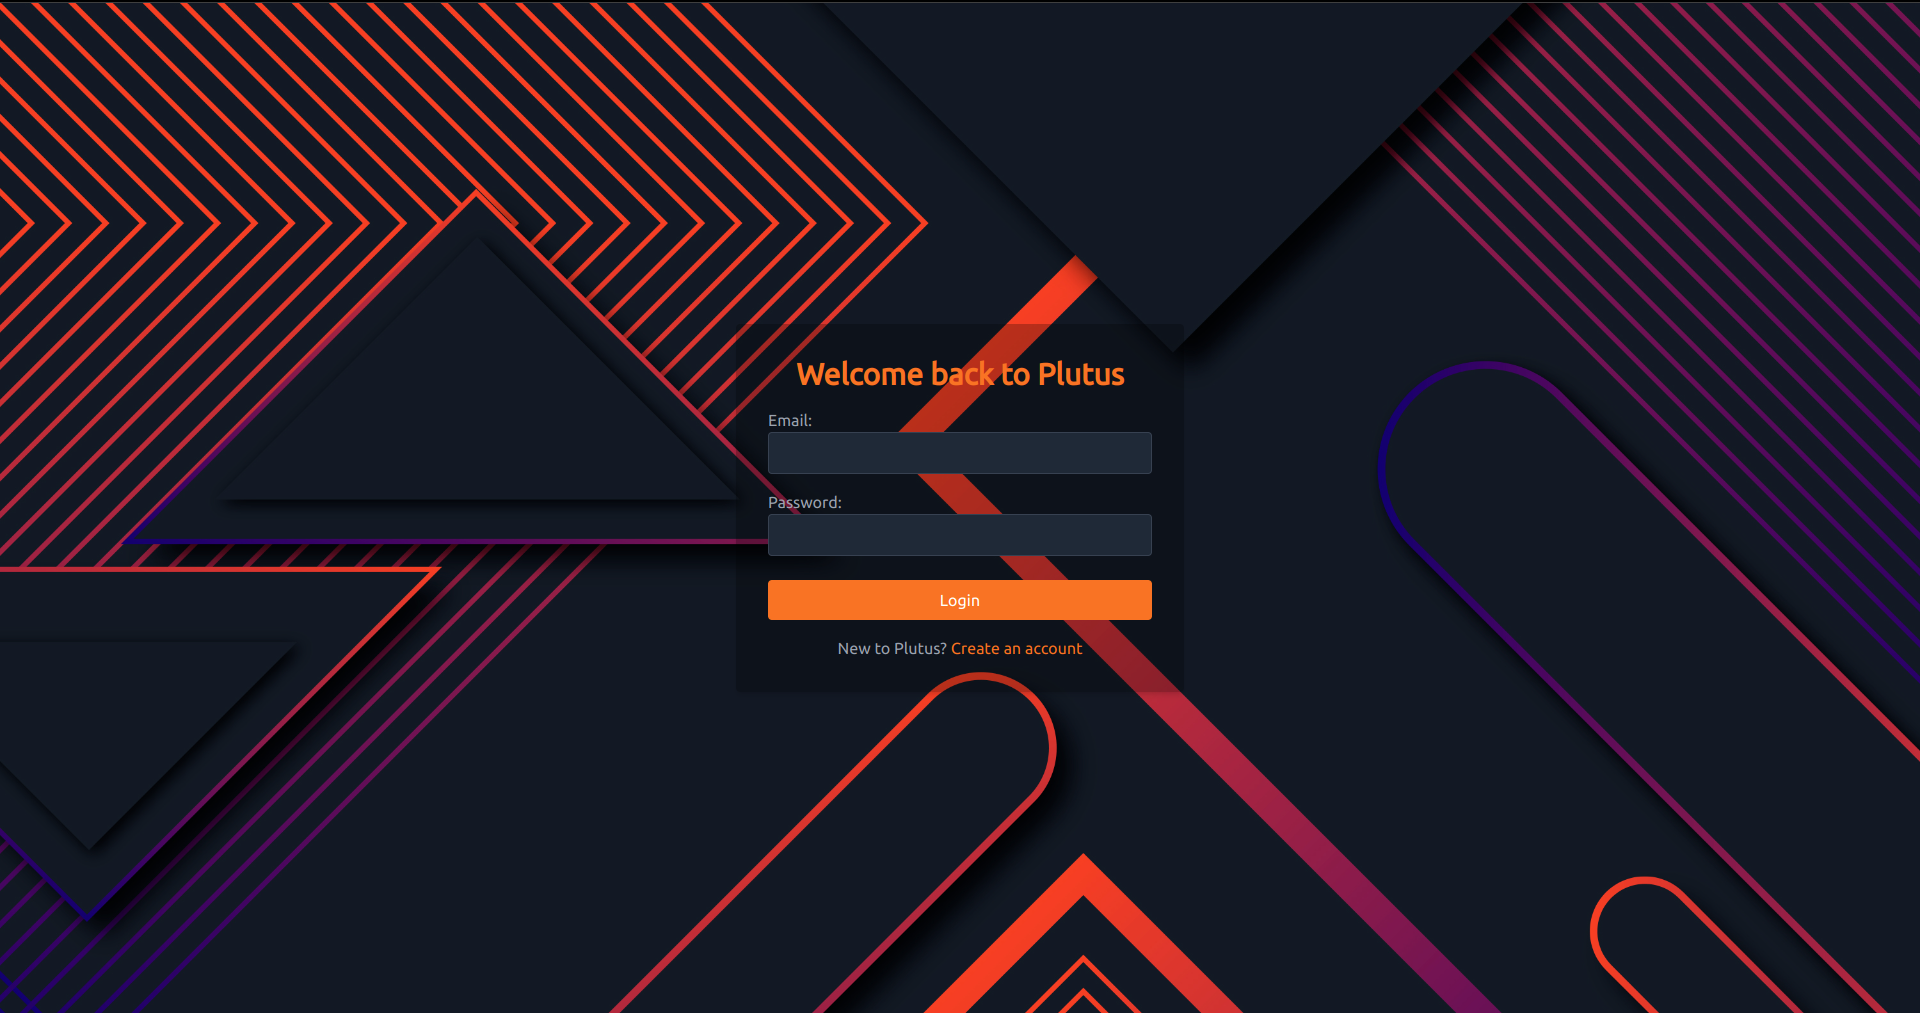 Welcome back to Plutus
Email:
Password:
Login
New to Plutus? Create an account